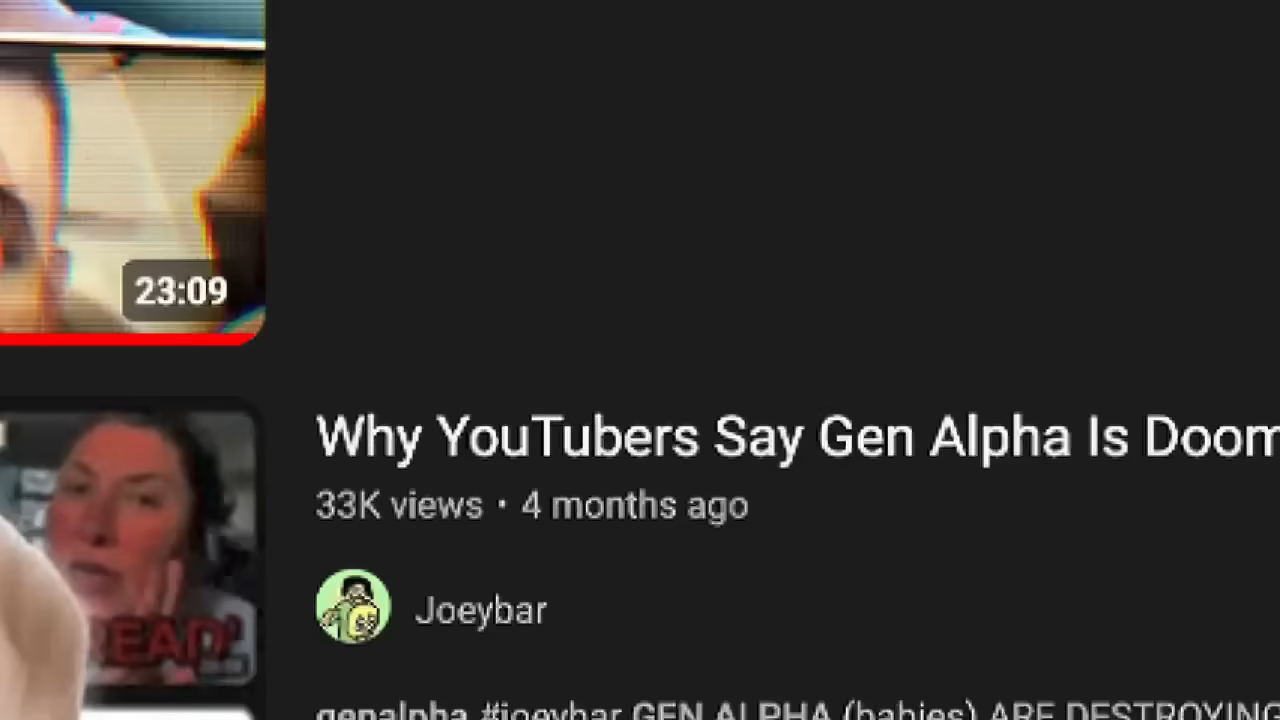 23:09
Why YouTubers Say Gen Alpha Is Doom
33K views • 4 months ago
Joeybar
READ!
genalpha #joeybar GEN ALPHA (babies) ARE DESTROYING